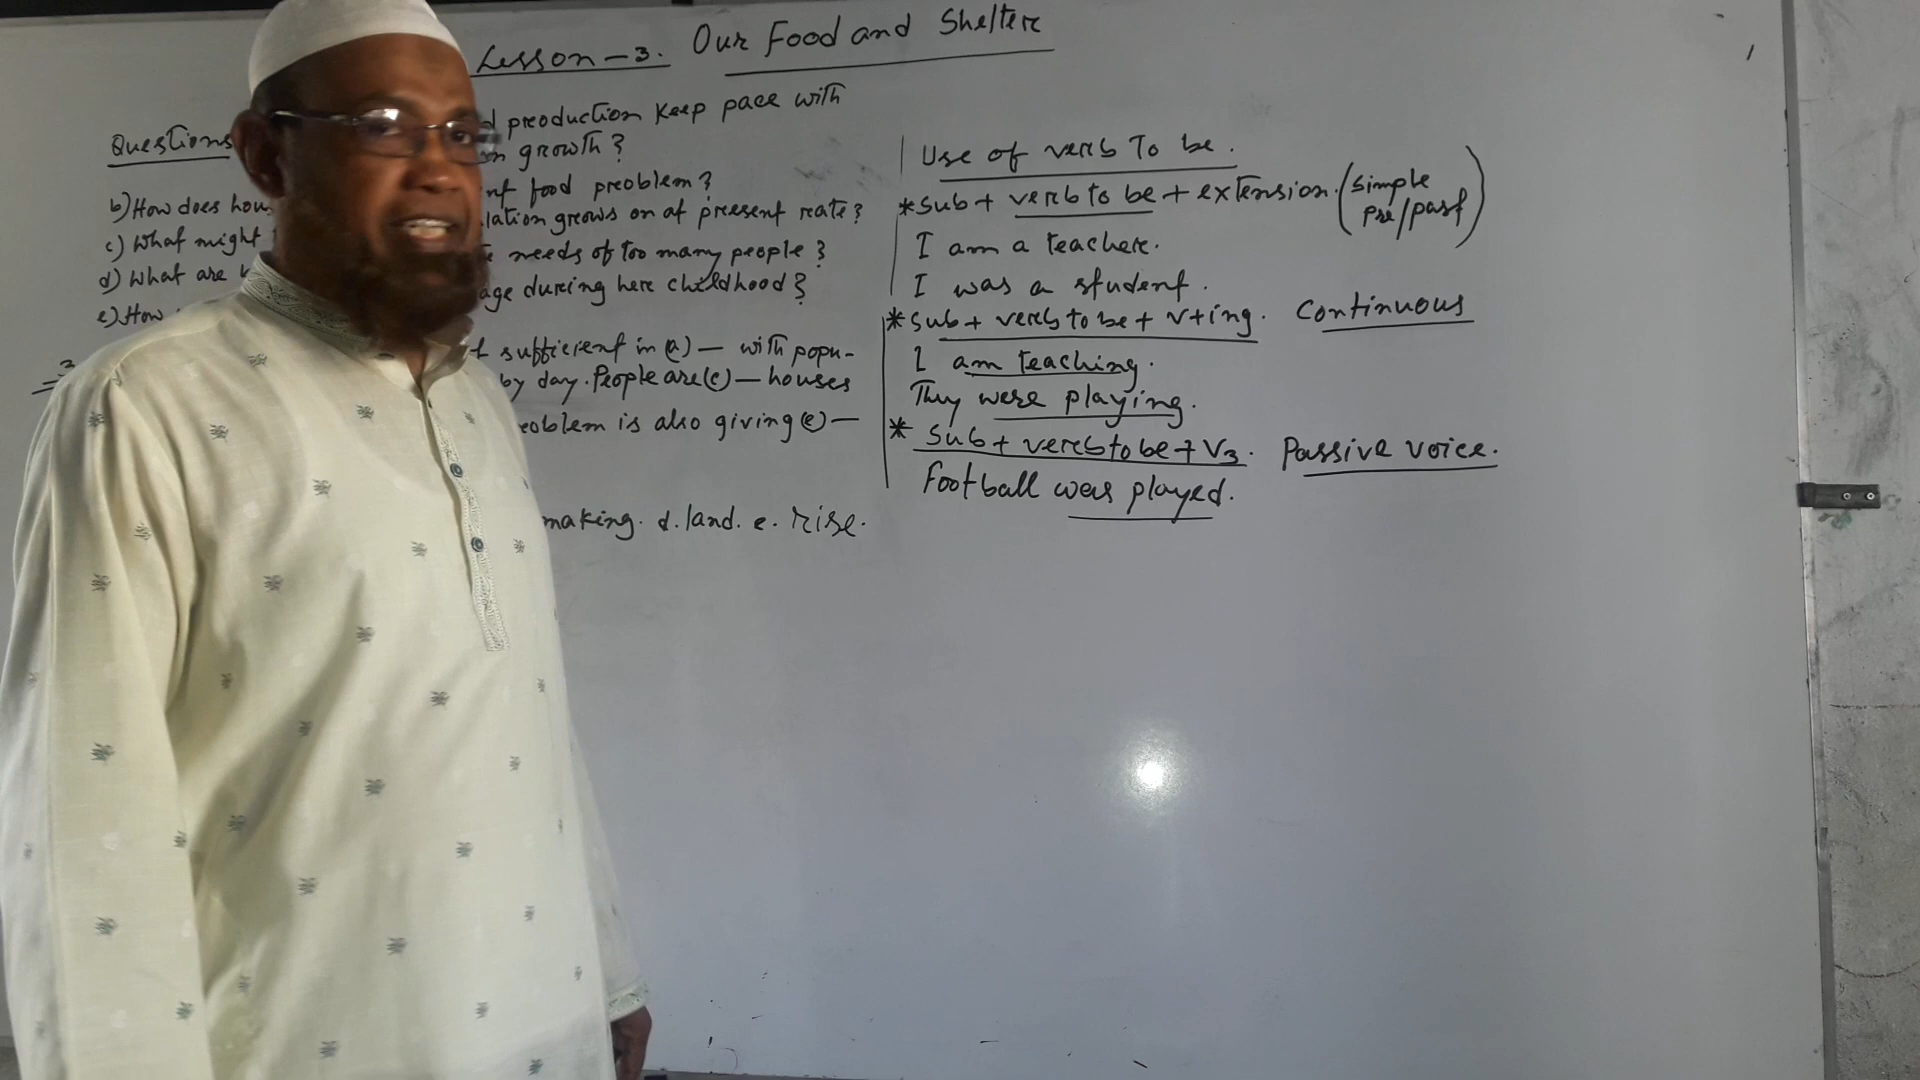 Lesson-3. Our Food and Shelter
Questions
d production keep pace with
growth?
food problem?
b) How does hou
lation grows on at present rate?
c) What might
needs of too many people?
d) What are
age during here childhood?
e) How
3
sufficient in (a) — with popu-
by day. People are (c) — houses
oblem is also giving (e) —
making. d. land. e. rise.
Use of verb To be.
*Sub + verb to be + extension. (Simple
pre/past)
I am a teacher.
I was a student.
*Sub + verb to be + v+ing. Continuous
I am teaching.
They were playing.
* Sub + verb to be + V3. Passive voice.
Football was played.